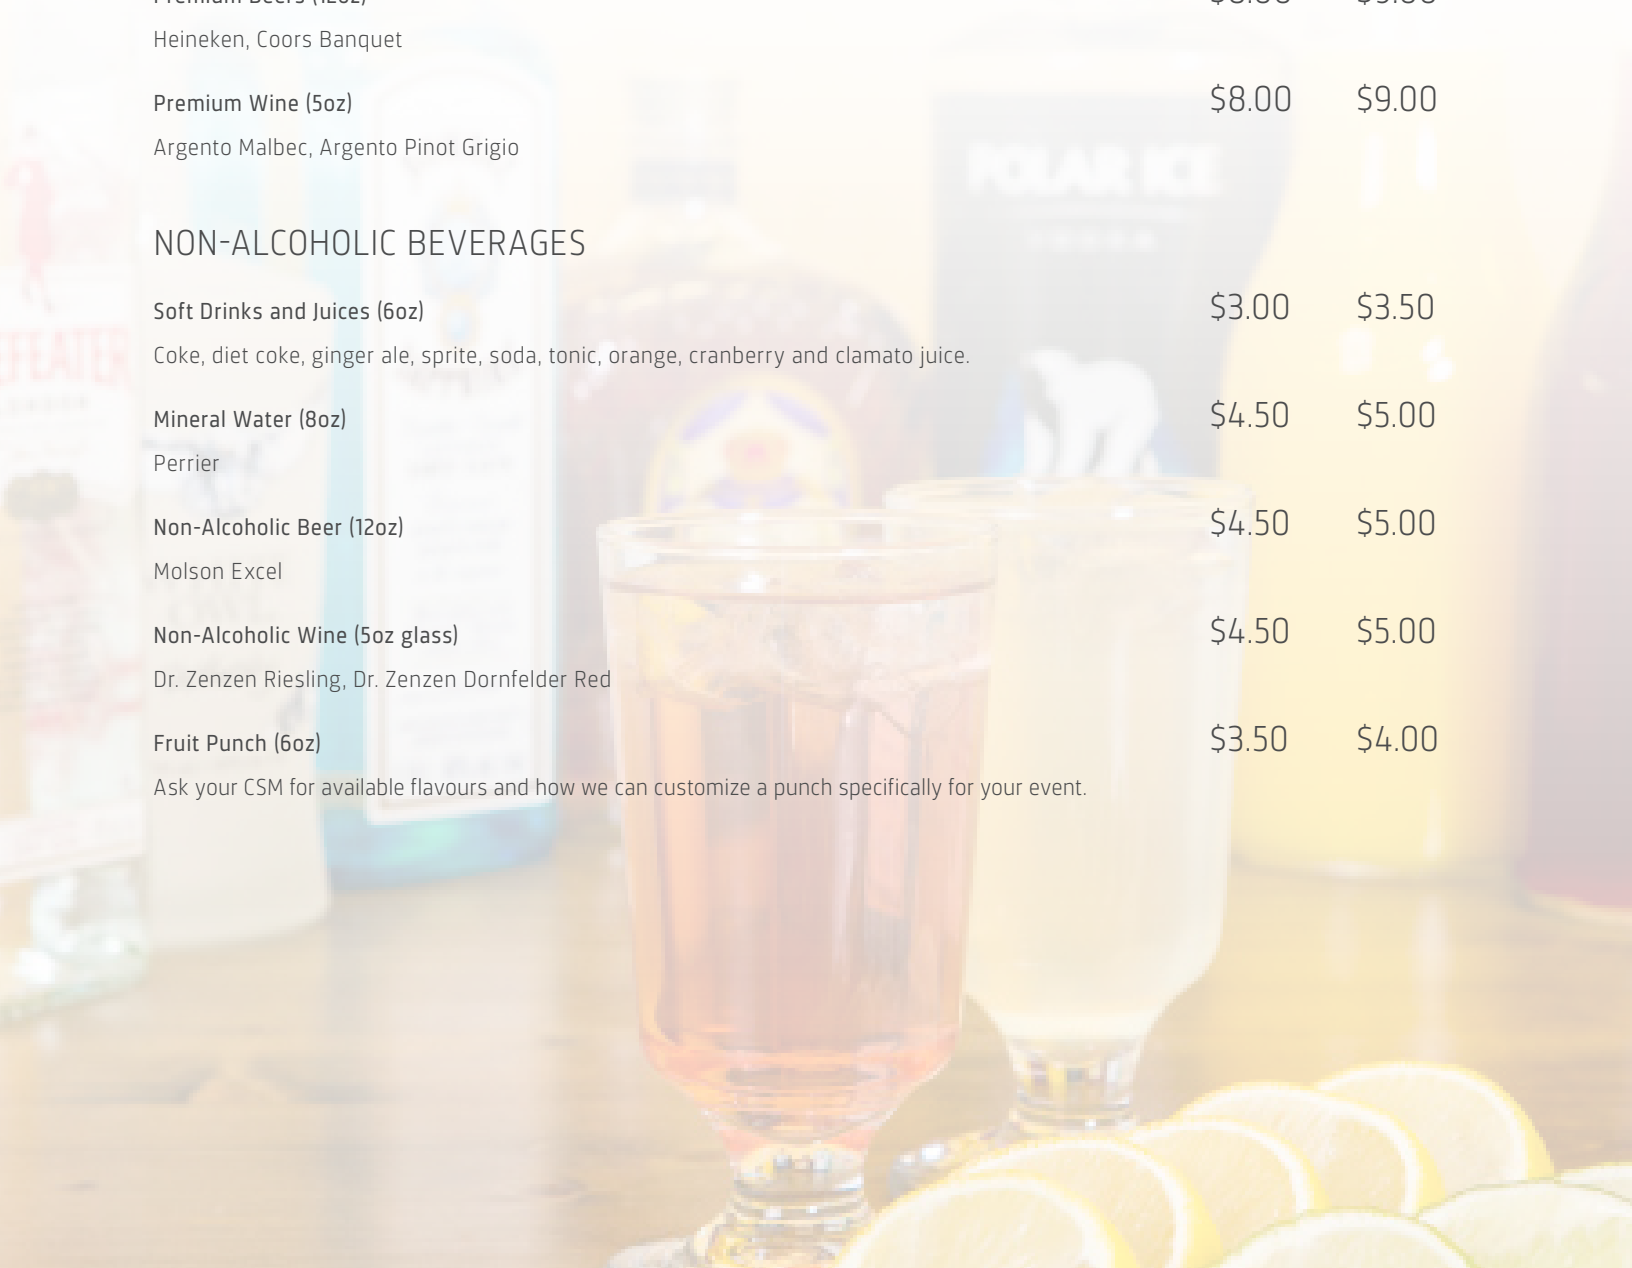 Heineken, Coors Banquet
Premium Wine (5oz) $8.00 $9.00
Argento Malbec, Argento Pinot Grigio
NON-ALCOHOLIC BEVERAGES
Soft Drinks and Juices (6oz) $3.00 $3.50
Coke, diet coke, ginger ale, sprite, soda, tonic, orange, cranberry and clamato juice.
Mineral Water (8oz) $4.50 $5.00
Perrier
Non-Alcoholic Beer (12oz) $4.50 $5.00
Molson Excel
Non-Alcoholic Wine (5oz glass) $4.50 $5.00
Dr. Zenzen Riesling, Dr. Zenzen Dornfelder Red
Fruit Punch (6oz) $3.50 $4.00
Ask your CSM for available flavours and how we can customize a punch specifically for your event.
POLAR ICE